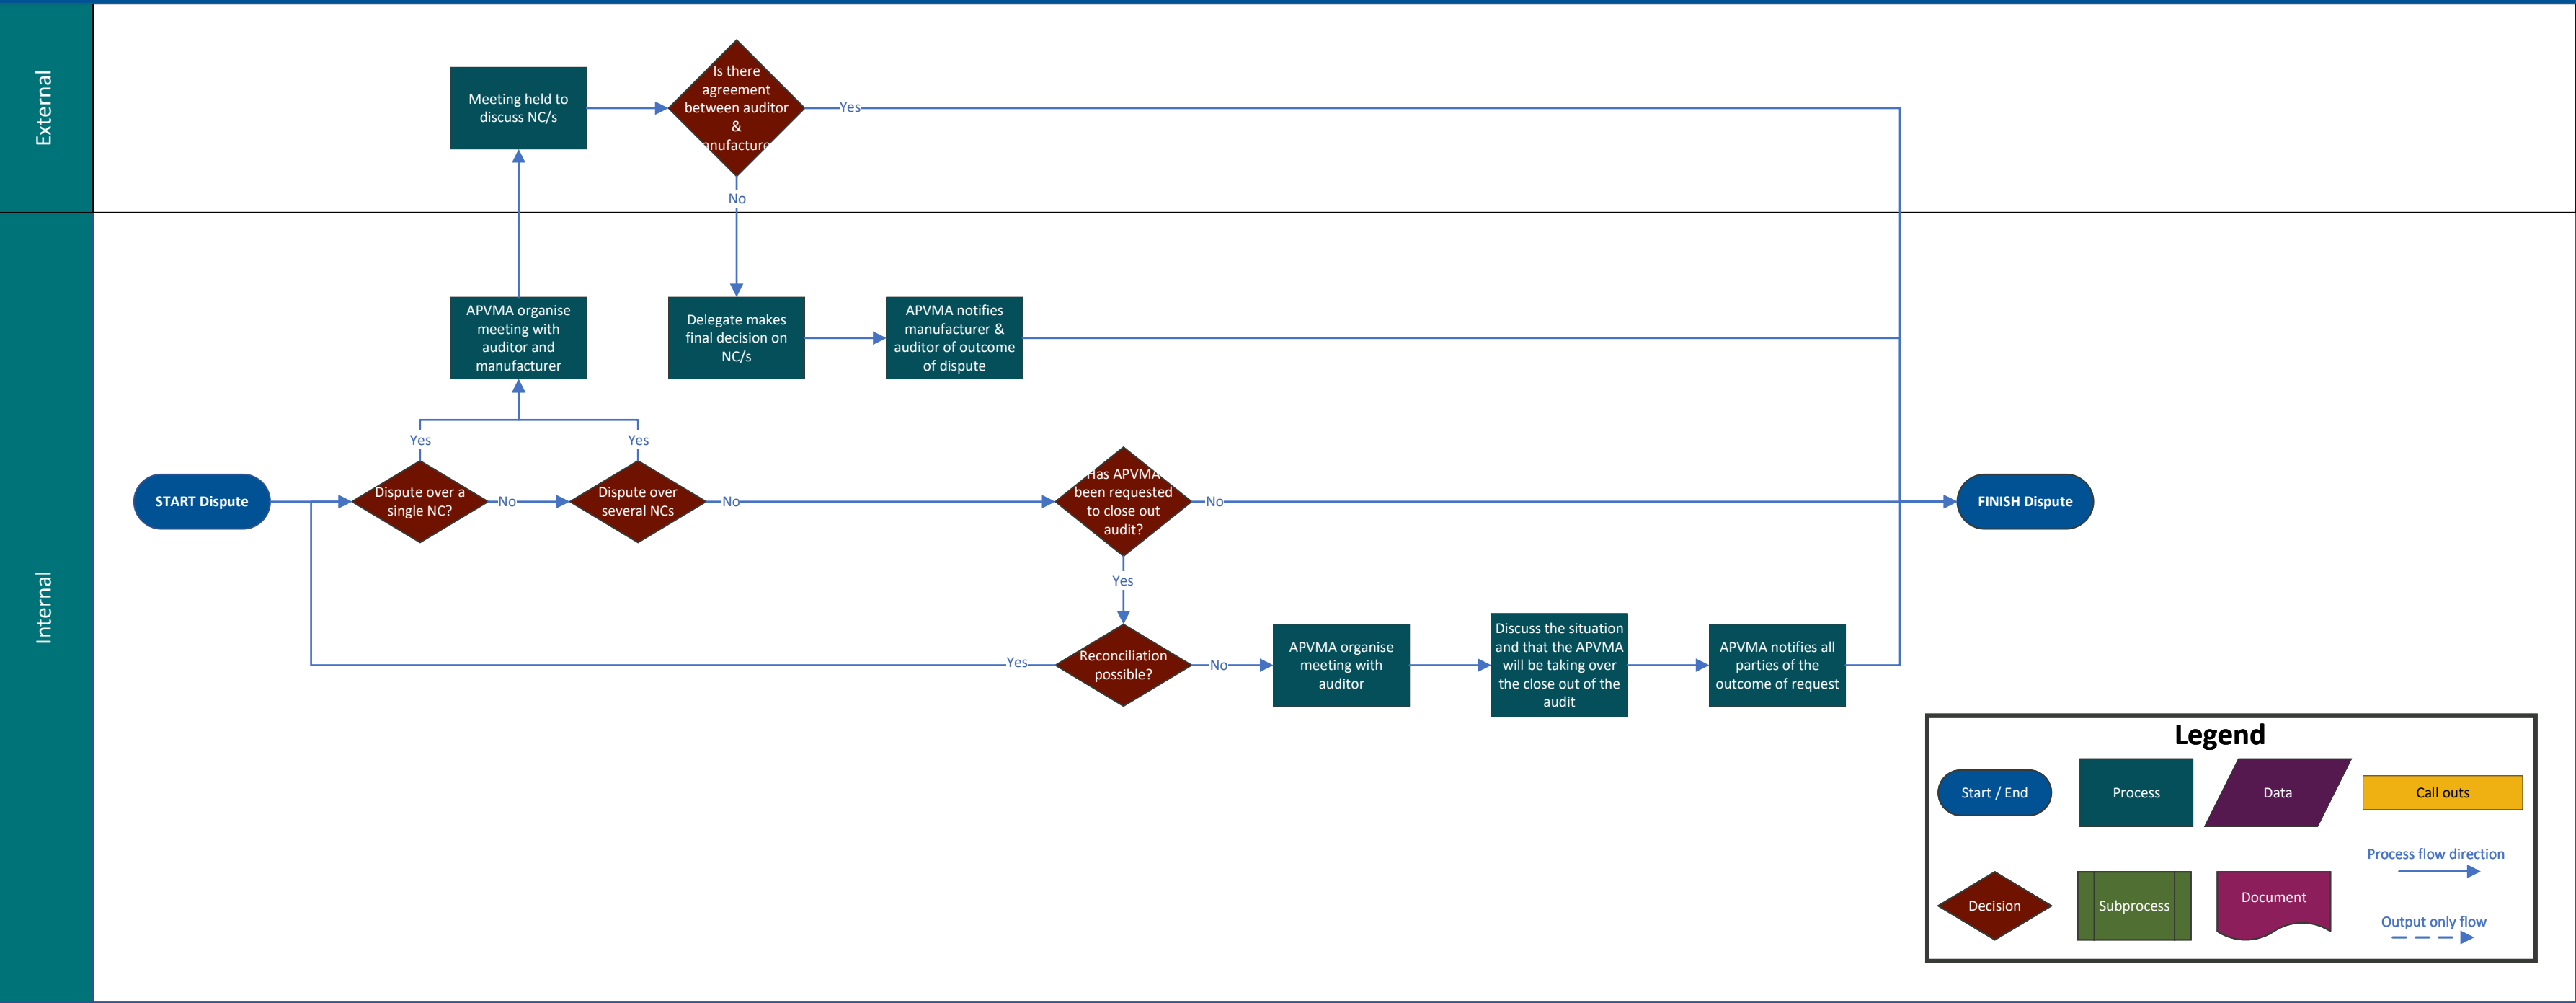 External
Meeting held to
discuss NC/s
Is there
agreement
between auditor
&
anufacture
Yes
No
Internal
APVMA organise
meeting with
auditor and
manufacturer
Delegate makes
final decision on
NC/s
APVMA notifies
manufacturer &
auditor of outcome
of dispute
Yes
Yes
START Dispute
Dispute over a
single NC?
No
Dispute over
several NCs
No
Has APVMA
been requested
to close out
audit?
No
FINISH Dispute
Yes
Yes
Reconciliation
possible?
No
APVMA organise
meeting with
auditor
Discuss the situation
and that the APVMA
will be taking over
the close out of the
audit
APVMA notifies all
parties of the
outcome of request
Legend
Start / End
Process
Data
Call outs
Process flow direction
Decision
Subprocess
Document
Output only flow